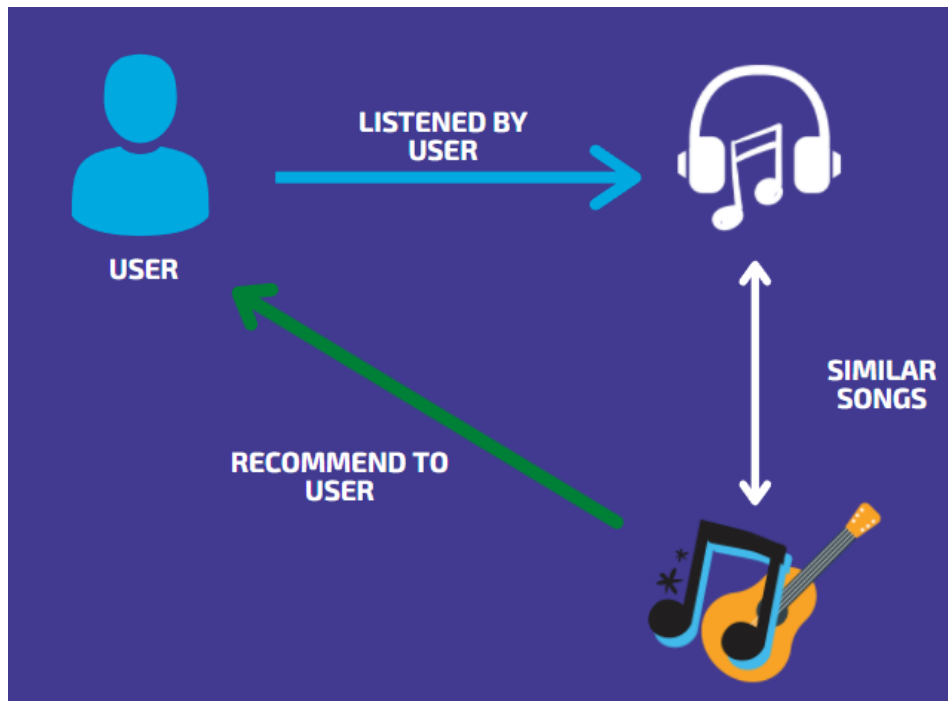 LISTENED BY
USER
USER
SIMILAR
SONGS
RECOMMEND TO
USER